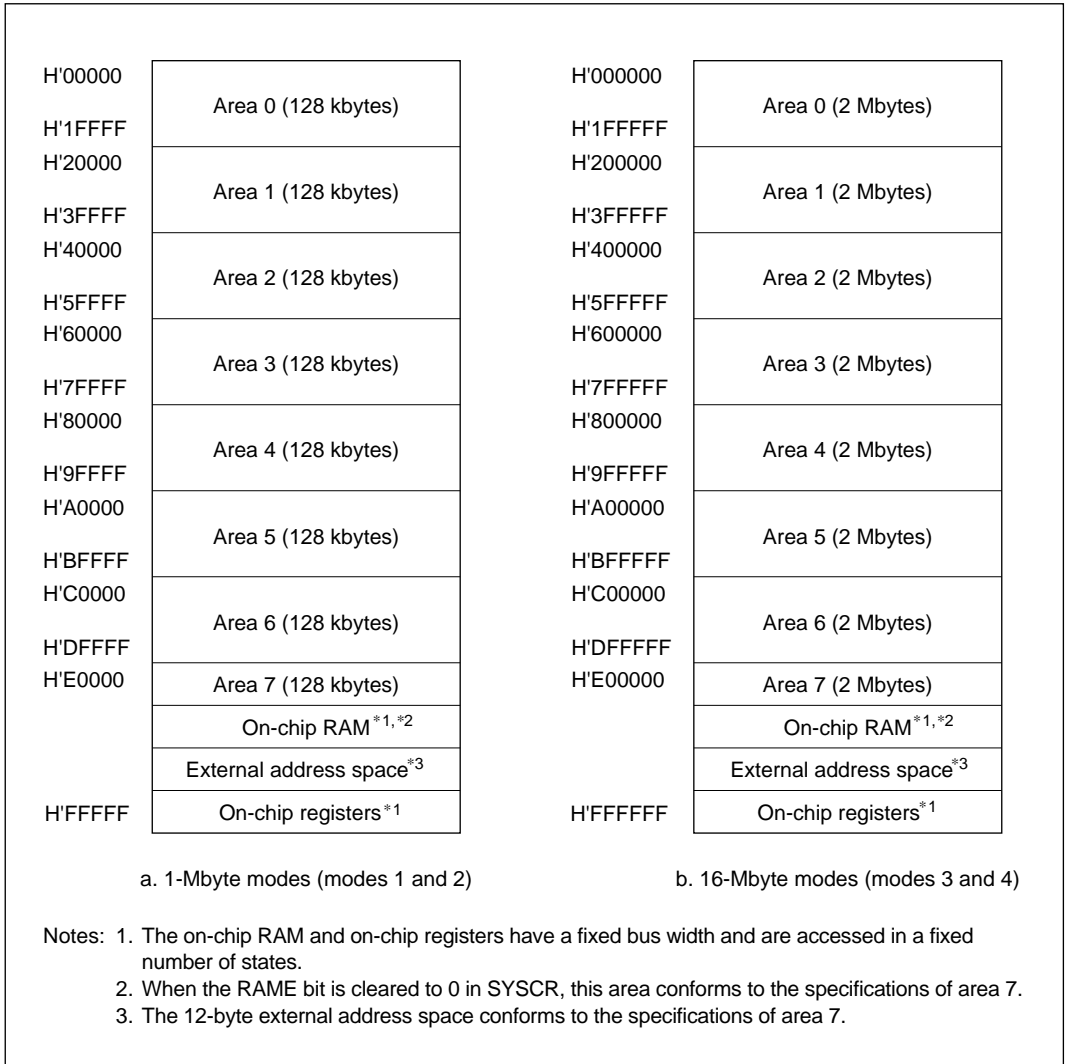 H'00000
Area 0 (128 kbytes)
H'1FFFF
H'20000
Area 1 (128 kbytes)
H'3FFFF
H'40000
Area 2 (128 kbytes)
H'5FFFF
H'60000
Area 3 (128 kbytes)
H'7FFFF
H'80000
Area 4 (128 kbytes)
H'9FFFF
H'A0000
Area 5 (128 kbytes)
H'BFFFF
H'C0000
Area 6 (128 kbytes)
H'DFFFF
H'E0000
Area 7 (128 kbytes)
On-chip RAM*1,*2
External address space*3
H'FFFFF
On-chip registers*1
a. 1-Mbyte modes (modes 1 and 2)
H'000000
Area 0 (2 Mbytes)
H'1FFFFF
H'200000
Area 1 (2 Mbytes)
H'3FFFFF
H'400000
Area 2 (2 Mbytes)
H'5FFFFF
H'600000
Area 3 (2 Mbytes)
H'7FFFFF
H'800000
Area 4 (2 Mbytes)
H'9FFFFF
H'A00000
Area 5 (2 Mbytes)
H'BFFFFF
H'C00000
Area 6 (2 Mbytes)
H'DFFFFF
H'E00000
Area 7 (2 Mbytes)
On-chip RAM*1,*2
External address space*3
H'FFFFFF
On-chip registers*1
b. 16-Mbyte modes (modes 3 and 4)
Notes: 1. The on-chip RAM and on-chip registers have a fixed bus width and are accessed in a fixed
number of states.
2. When the RAME bit is cleared to 0 in SYSCR, this area conforms to the specifications of area 7.
3. The 12-byte external address space conforms to the specifications of area 7.